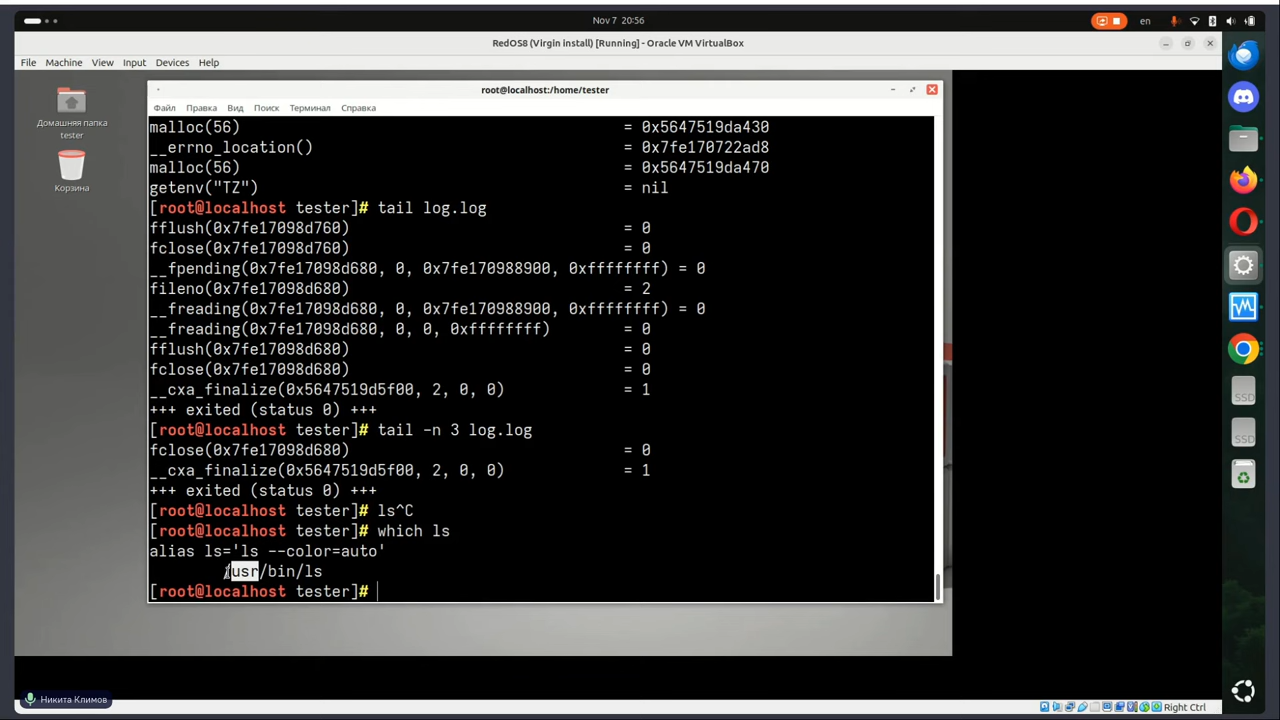 Nov 7 20:56
en
RedOS8 (Virgin install) [Running] - Oracle VM VirtualBox
File Machine View Input Devices Help
Домашняя папка
tester
Корзина
root@localhost:/home/tester
Файл Правка Вид Поиск Терминал Справка
malloc(56) = 0x5647519da430
__errno_location() = 0x7fe170722ad8
malloc(56) = 0x5647519da470
getenv("TZ") = nil
[root@localhost tester]# tail log.log
fflush(0x7fe17098d760) = 0
fclose(0x7fe17098d760) = 0
__fpending(0x7fe17098d680, 0, 0x7fe170988900, 0xffffffff) = 0
fileno(0x7fe17098d680) = 2
__freading(0x7fe17098d680, 0, 0x7fe170988900, 0xffffffff) = 0
__freading(0x7fe17098d680, 0, 0, 0xffffffff) = 0
fflush(0x7fe17098d680) = 0
fclose(0x7fe17098d680) = 0
__cxa_finalize(0x5647519d5f00, 2, 0, 0) = 1
+++ exited (status 0) +++
[root@localhost tester]# tail -n 3 log.log
fclose(0x7fe17098d680) = 0
__cxa_finalize(0x5647519d5f00, 2, 0, 0) = 1
+++ exited (status 0) +++
[root@localhost tester]# ls^C
[root@localhost tester]# which ls
alias ls='ls --color=auto'
/usr/bin/ls
[root@localhost tester]#
SSD
SSD
Никита Климов
Right Ctrl